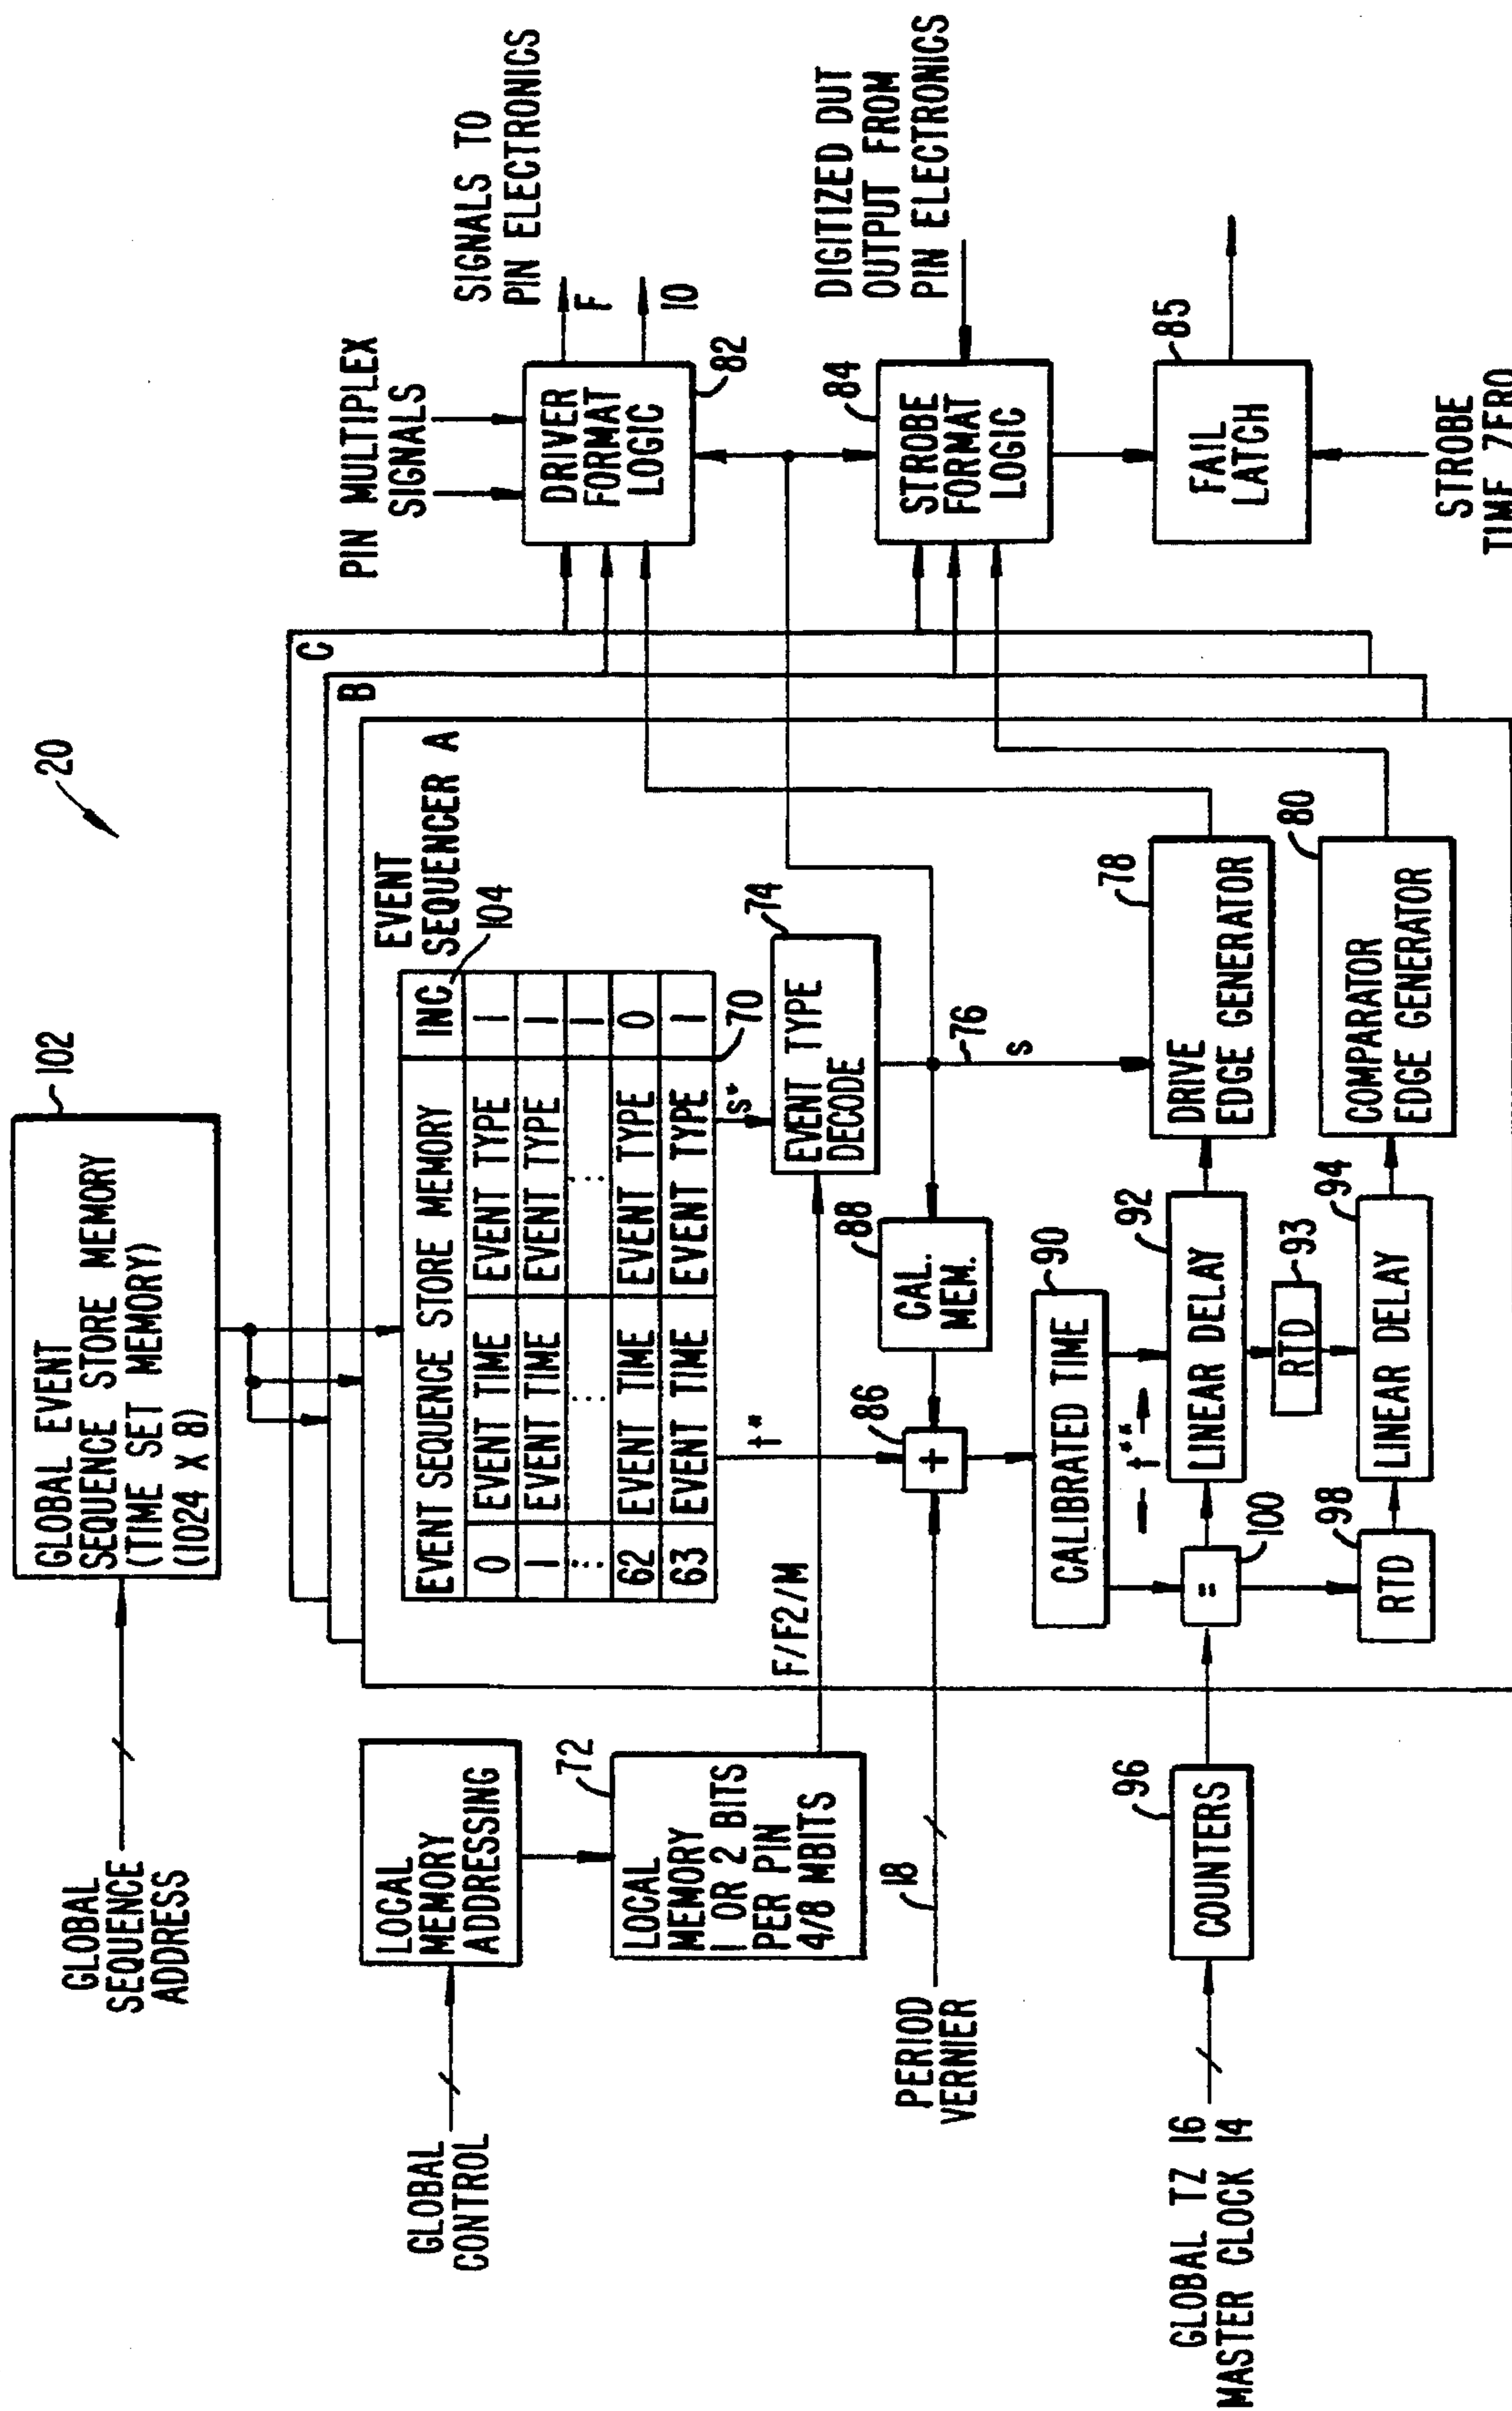 20
GLOBAL
SEQUENCE
ADDRESS
GLOBAL EVENT
SEQUENCE STORE MEMORY
(TIME SET MEMORY)
(1024 X 8)
102
GLOBAL
CONTROL
LOCAL
MEMORY
ADDRESSING
LOCAL
MEMORY
1 OR 2 BITS
PER PIN
4/8 MBITS
72
F/F2/M
PERIOD
VERNIER
18
GLOBAL TZ 16
MASTER CLOCK 14
COUNTERS
96
C
B
EVENT
SEQUENCER A
104
EVENT SEQUENCE STORE MEMORY INC
0 EVENT TIME EVENT TYPE 1
1 EVENT TIME EVENT TYPE 1
⋮ ... ... 1
62 EVENT TIME EVENT TYPE 0
63 EVENT TIME EVENT TYPE 1
70
t*
s*
EVENT TYPE
DECODE
74
76
S
+
86
CAL.
MEM.
88
CALIBRATED TIME
90
t**
=
100
LINEAR DELAY
92
RTD
93
RTD
98
LINEAR DELAY
94
DRIVE
EDGE GENERATOR
78
COMPARATOR
EDGE GENERATOR
80
PIN MULTIPLEX
SIGNALS
DRIVER
FORMAT
LOGIC
82
SIGNALS TO
PIN ELECTRONICS
F
IO
STROBE
FORMAT
LOGIC
84
DIGITIZED DUT
OUTPUT FROM
PIN ELECTRONICS
FAIL
LATCH
85
STROBE
TIME ZERO